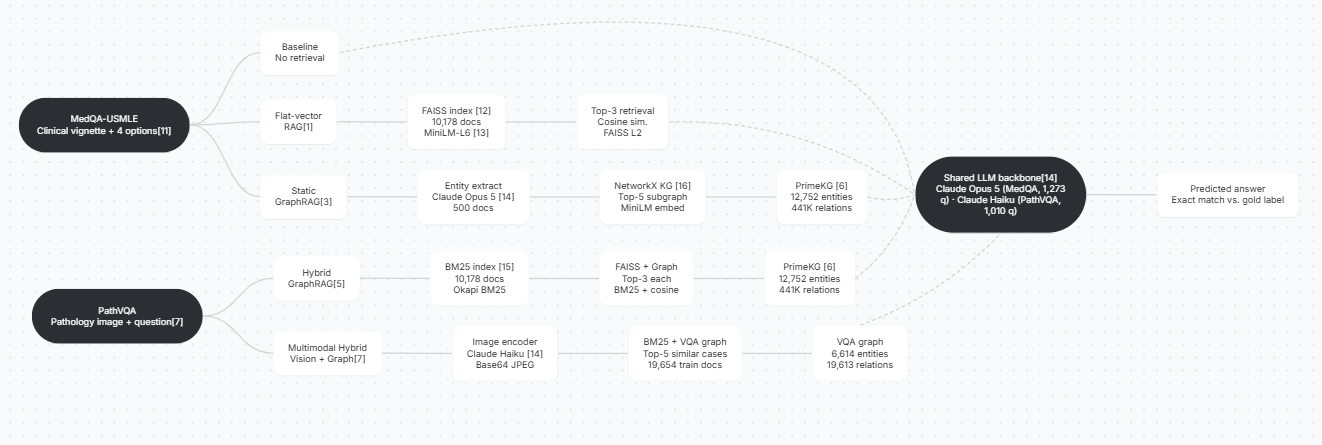 Baseline
No retrieval
MedQA-USMLE
Clinical vignette + 4 options[11]
Flat-vector
RAG[1]
FAISS index [12]
10,178 docs
MiniLM-L6 [13]
Top-3 retrieval
Cosine sim.
FAISS L2
Static
GraphRAG[3]
Entity extract
Claude Opus 5 [14]
500 docs
NetworkX KG [16]
Top-5 subgraph
MiniLM embed
PrimeKG [6]
12,752 entities
441K relations
Shared LLM backbone[14]
Claude Opus 5 (MedQA, 1,273
q) · Claude Haiku (PathVQA,
1,010 q)
Predicted answer
Exact match vs. gold label
PathVQA
Pathology image + question[7]
Hybrid
GraphRAG[5]
BM25 index [15]
10,178 docs
Okapi BM25
FAISS + Graph
Top-3 each
BM25 + cosine
PrimeKG [6]
12,752 entities
441K relations
Multimodal Hybrid
Vision + Graph[7]
Image encoder
Claude Haiku [14]
Base64 JPEG
BM25 + VQA graph
Top-5 similar cases
19,654 train docs
VQA graph
6,614 entities
19,613 relations